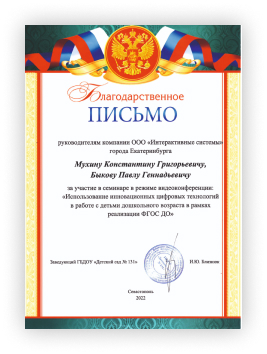 Благодарственное
ПИСЬМО
руководителям компании ООО «Интерактивные системы»
города Екатеринбурга
Мухину Константину Григорьевичу,
Быкову Павлу Геннадьевичу
за участие в семинаре в режиме видеоконференции:
«Использование инновационных цифровых технологий
в работе с детьми дошкольного возраста в рамках
реализации ФГОС ДО»
Заведующий ГБДОУ «Детский сад № 131» И.Ю.
Севастополь
2022